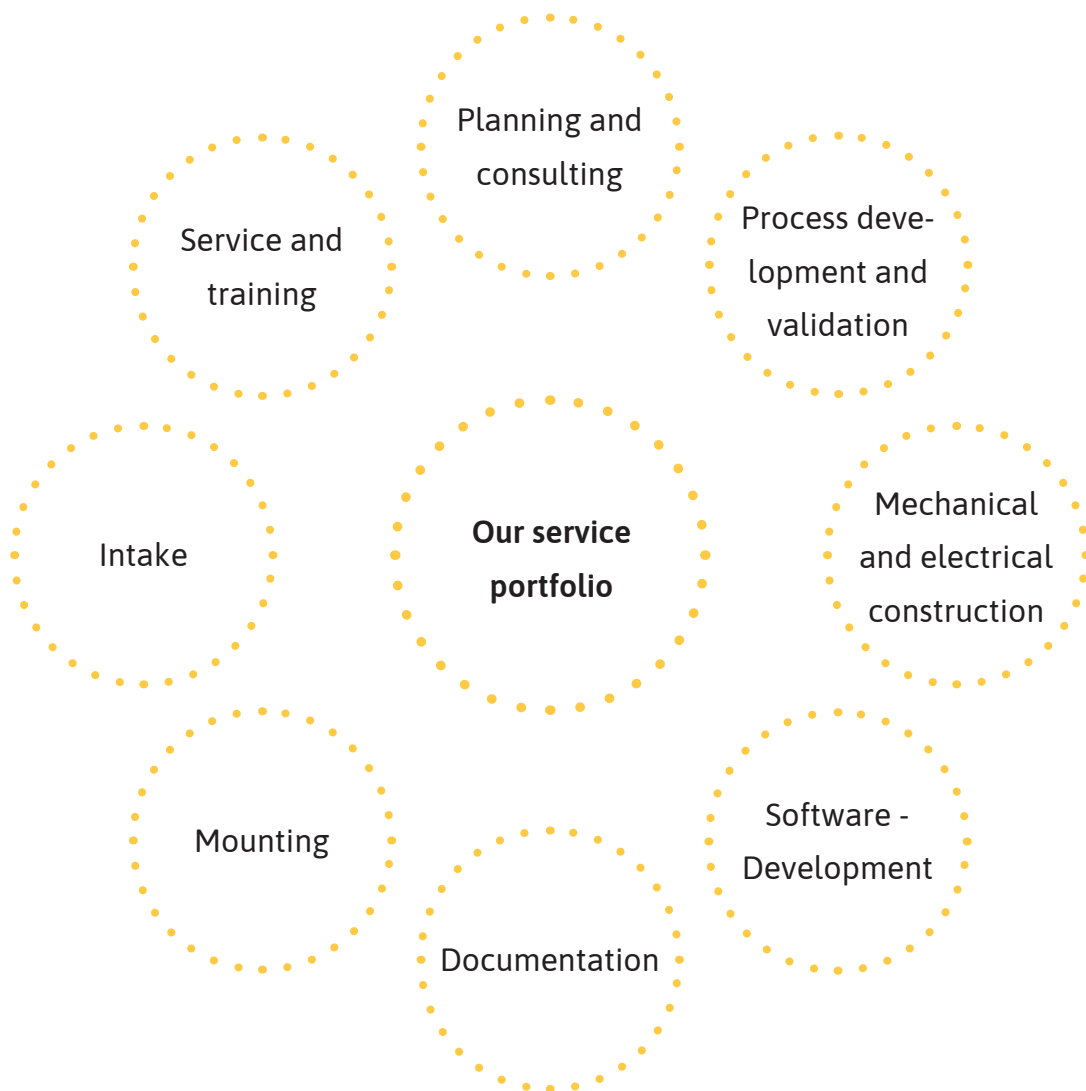 Planning and
consulting
Process deve-
lopment and
validation
Mechanical
and electrical
construction
Software -
Development
Documentation
Mounting
Intake
Service and
training
Our service
portfolio